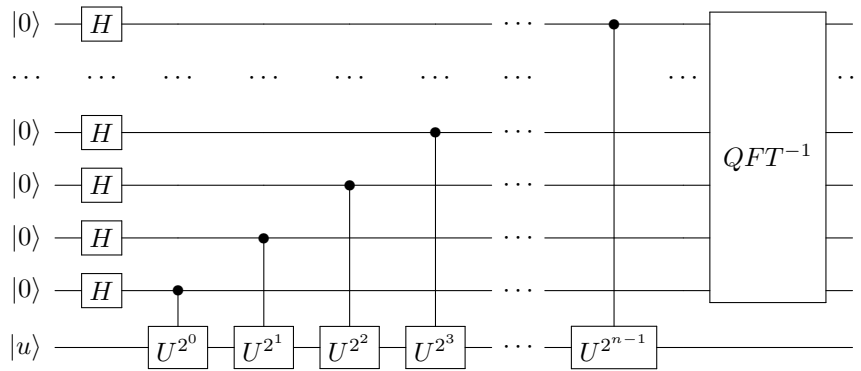 |0⟩ H ⋯
⋯ ⋯ ⋯ ⋯ ⋯ ⋯ ⋯ ⋯ ⋯
|0⟩ H ⋯
|0⟩ H ⋯ QFT⁻¹
|0⟩ H ⋯
|0⟩ H ⋯
|u⟩ U^{2^0} U^{2^1} U^{2^2} U^{2^3} ⋯ U^{2^{n−1}}